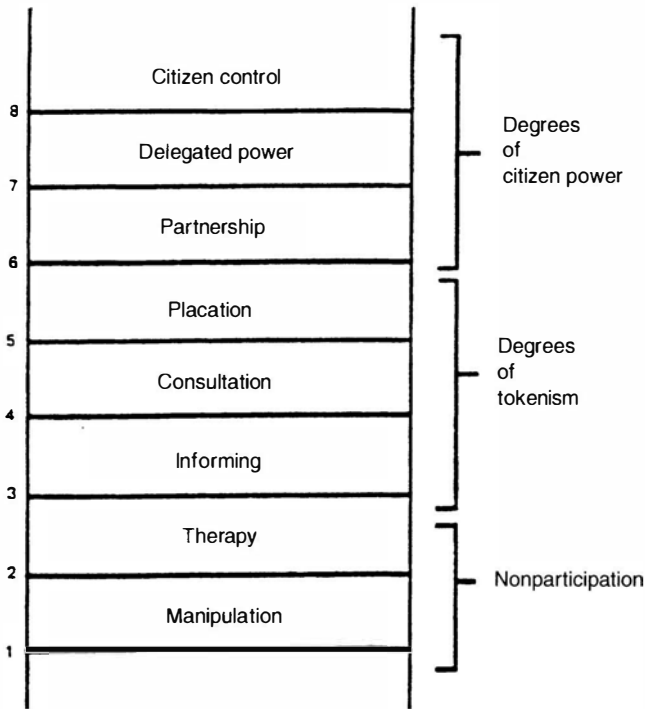 Citizen control
8
Delegated power
7
Partnership
6
Placation
5
Consultation
4
Informing
3
Therapy
2
Manipulation
1
Degrees
of
citizen power
Degrees
of
tokenism
Nonparticipation